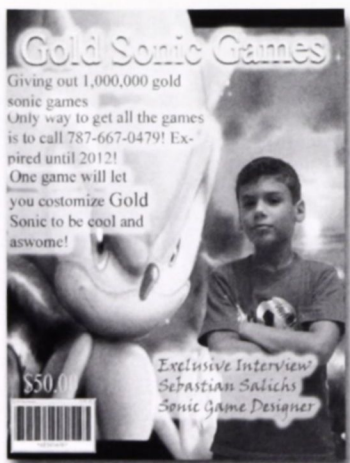 Gold Sonic Games
Giving out 1,000,000 gold
sonic games
Only way to get all the games
is to call 787-667-0479! Ex-
pired until 2012!
One game will let
you costomize Gold
Sonic to be cool and
aswome!
Exclusive Interview
Sebastian Salichs
Sonic Game Designer
$50.00